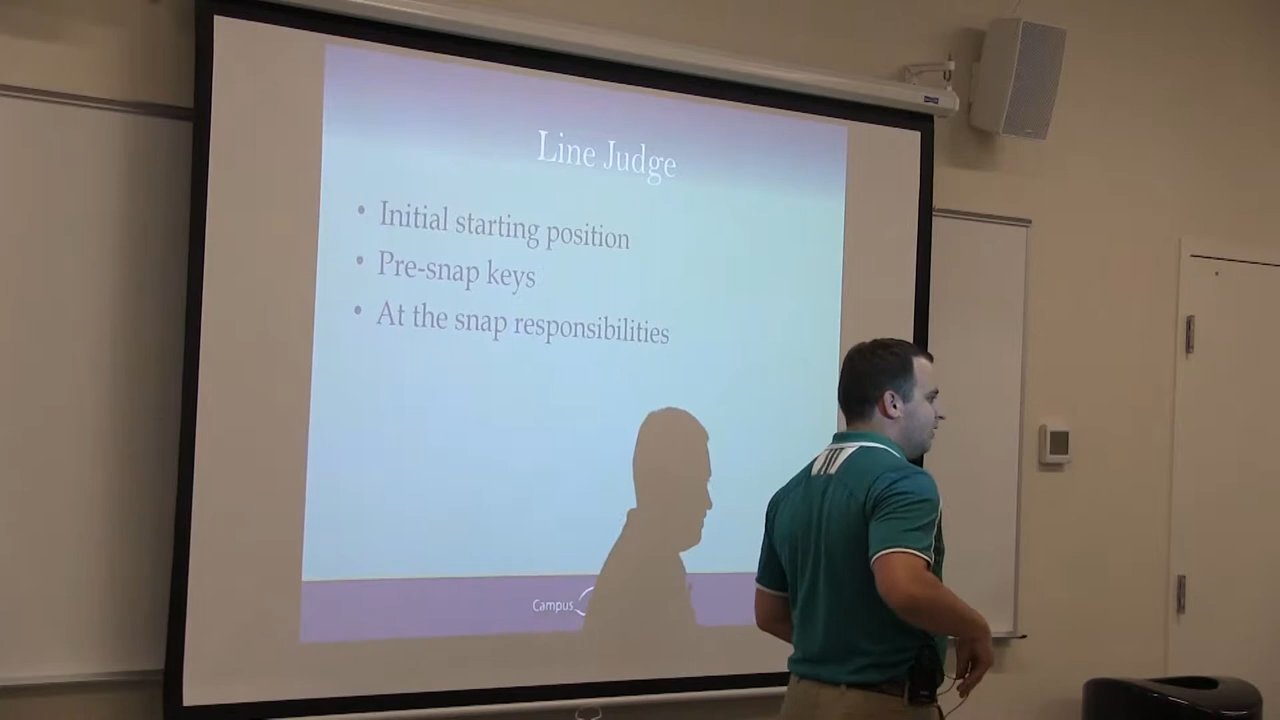 Line Judge
• Initial starting position
• Pre-snap keys
• At the snap responsibilities
Campus